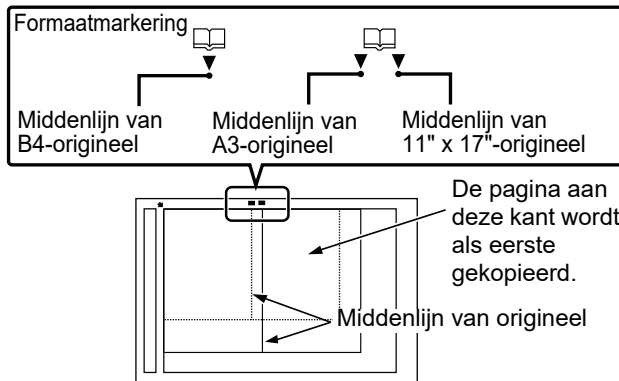 Formaatmarkering
Middenlijn van
B4-origineel
Middenlijn van
A3-origineel
Middenlijn van
11" x 17"-origineel
De pagina aan
deze kant wordt
als eerste
gekopieerd.
Middenlijn van origineel